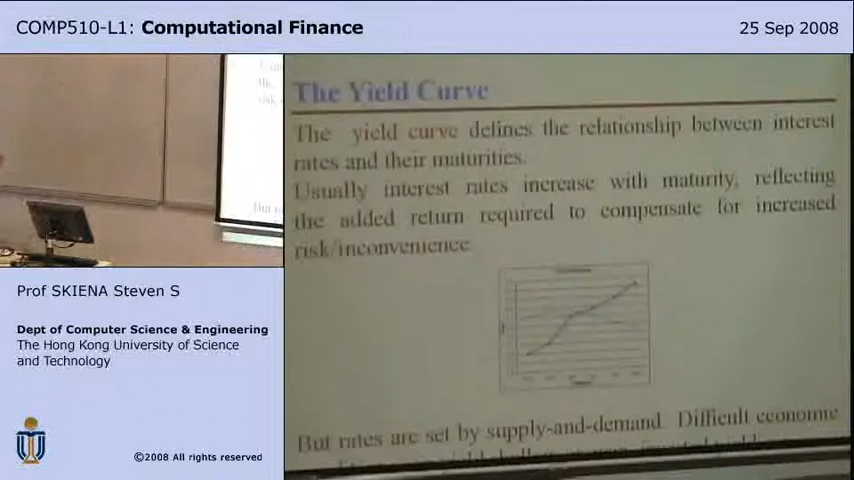 COMP510-L1: Computational Finance
25 Sep 2008
The Yield Curve
The yield curve defines the relationship between interest
rates and their maturities.
Usually interest rates increase with maturity, reflecting
the added return required to compensate for increased
risk/inconvenience.
But rates are set by supply-and-demand. Difficult economic
Prof SKIENA Steven S
Dept of Computer Science & Engineering
The Hong Kong University of Science
and Technology
©2008 All rights reserved